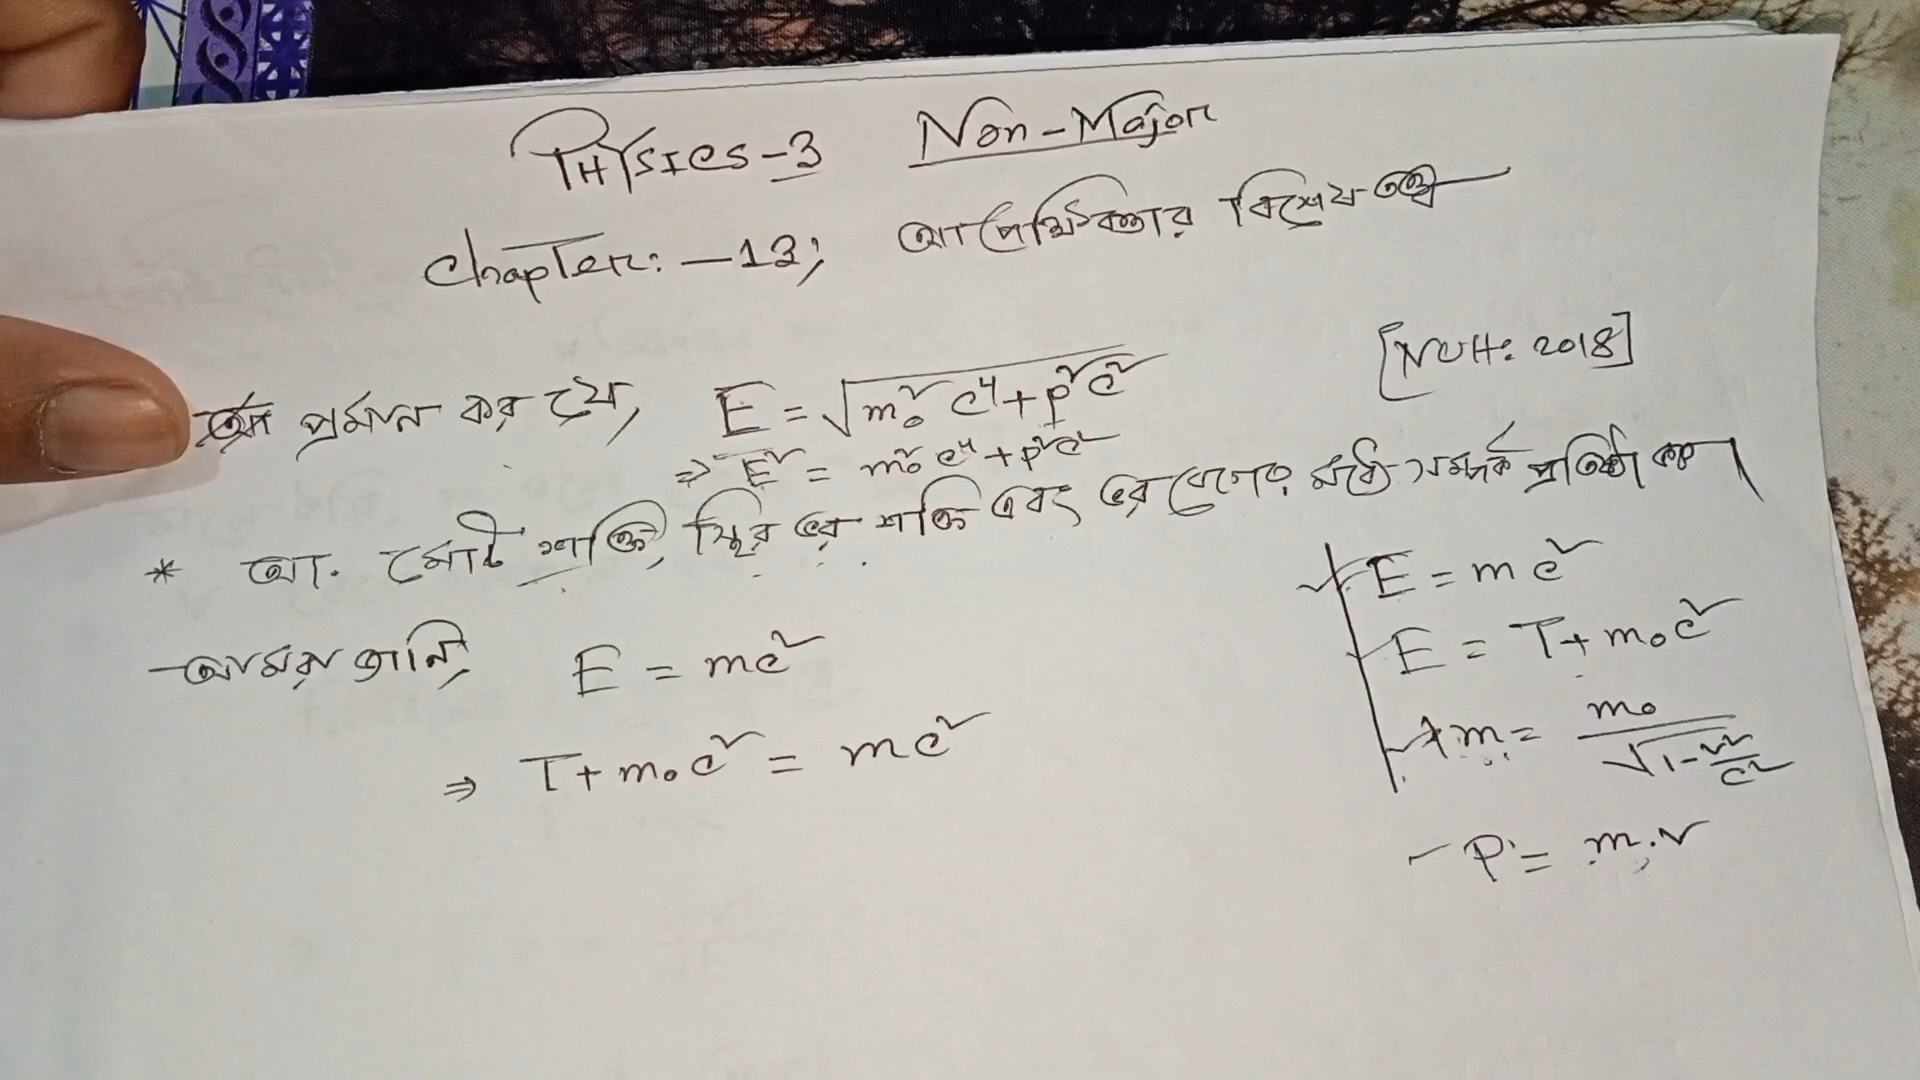 Physics-3 Non-Major
Chapter: -13; আপেক্ষিকতার বিশেষ তত্ত্ব
প্রমান কর যে, E = √m₀²c⁴+p²c² [NUH: 2018]
⇒ E² = m₀²c⁴+p²c²
* আ. মোট শক্তি, স্থির ভর শক্তি এবং ভর বেগের মধ্যে সম্পর্ক প্রতিষ্ঠা কর।
আমরা জানি, E = mc²
⇒ T+m₀c² = mc²
E = mc²
E = T+m₀c²
m = m₀/√1-v²/c²
P = m.v